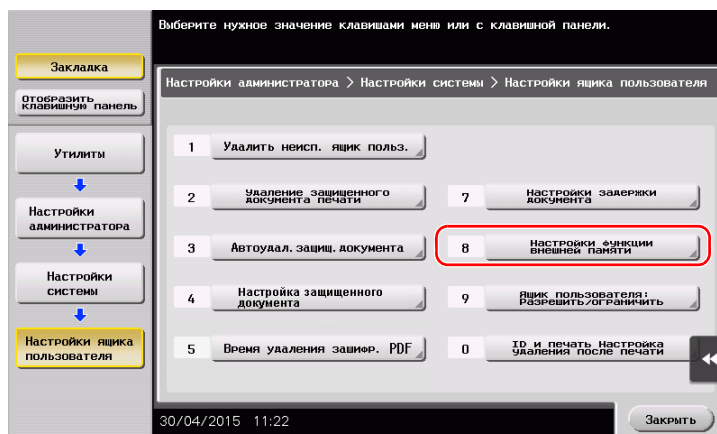 Выберите нужное значение клавишами меню или с клавишной панели.
Закладка
Отобразить
клавишную панель
Настройки администратора > Настройки системы > Настройки ящика пользователя
Утилиты
Настройки
администратора
Настройки
системы
Настройки ящика
пользователя
1 Удалить неисп. ящик польз.
2 Удаление защищенного
документа печати
3 Автоудал. защищ. документа
4 Настройка защищенного
документа
5 Время удаления зашифр. PDF
7 Настройки задержки
документа
8 Настройки функции
внешней памяти
9 Ящик пользователя:
Разрешить/ограничить
0 ID и печать Настройка
удаления после печати
30/04/2015 11:22
Закрыть